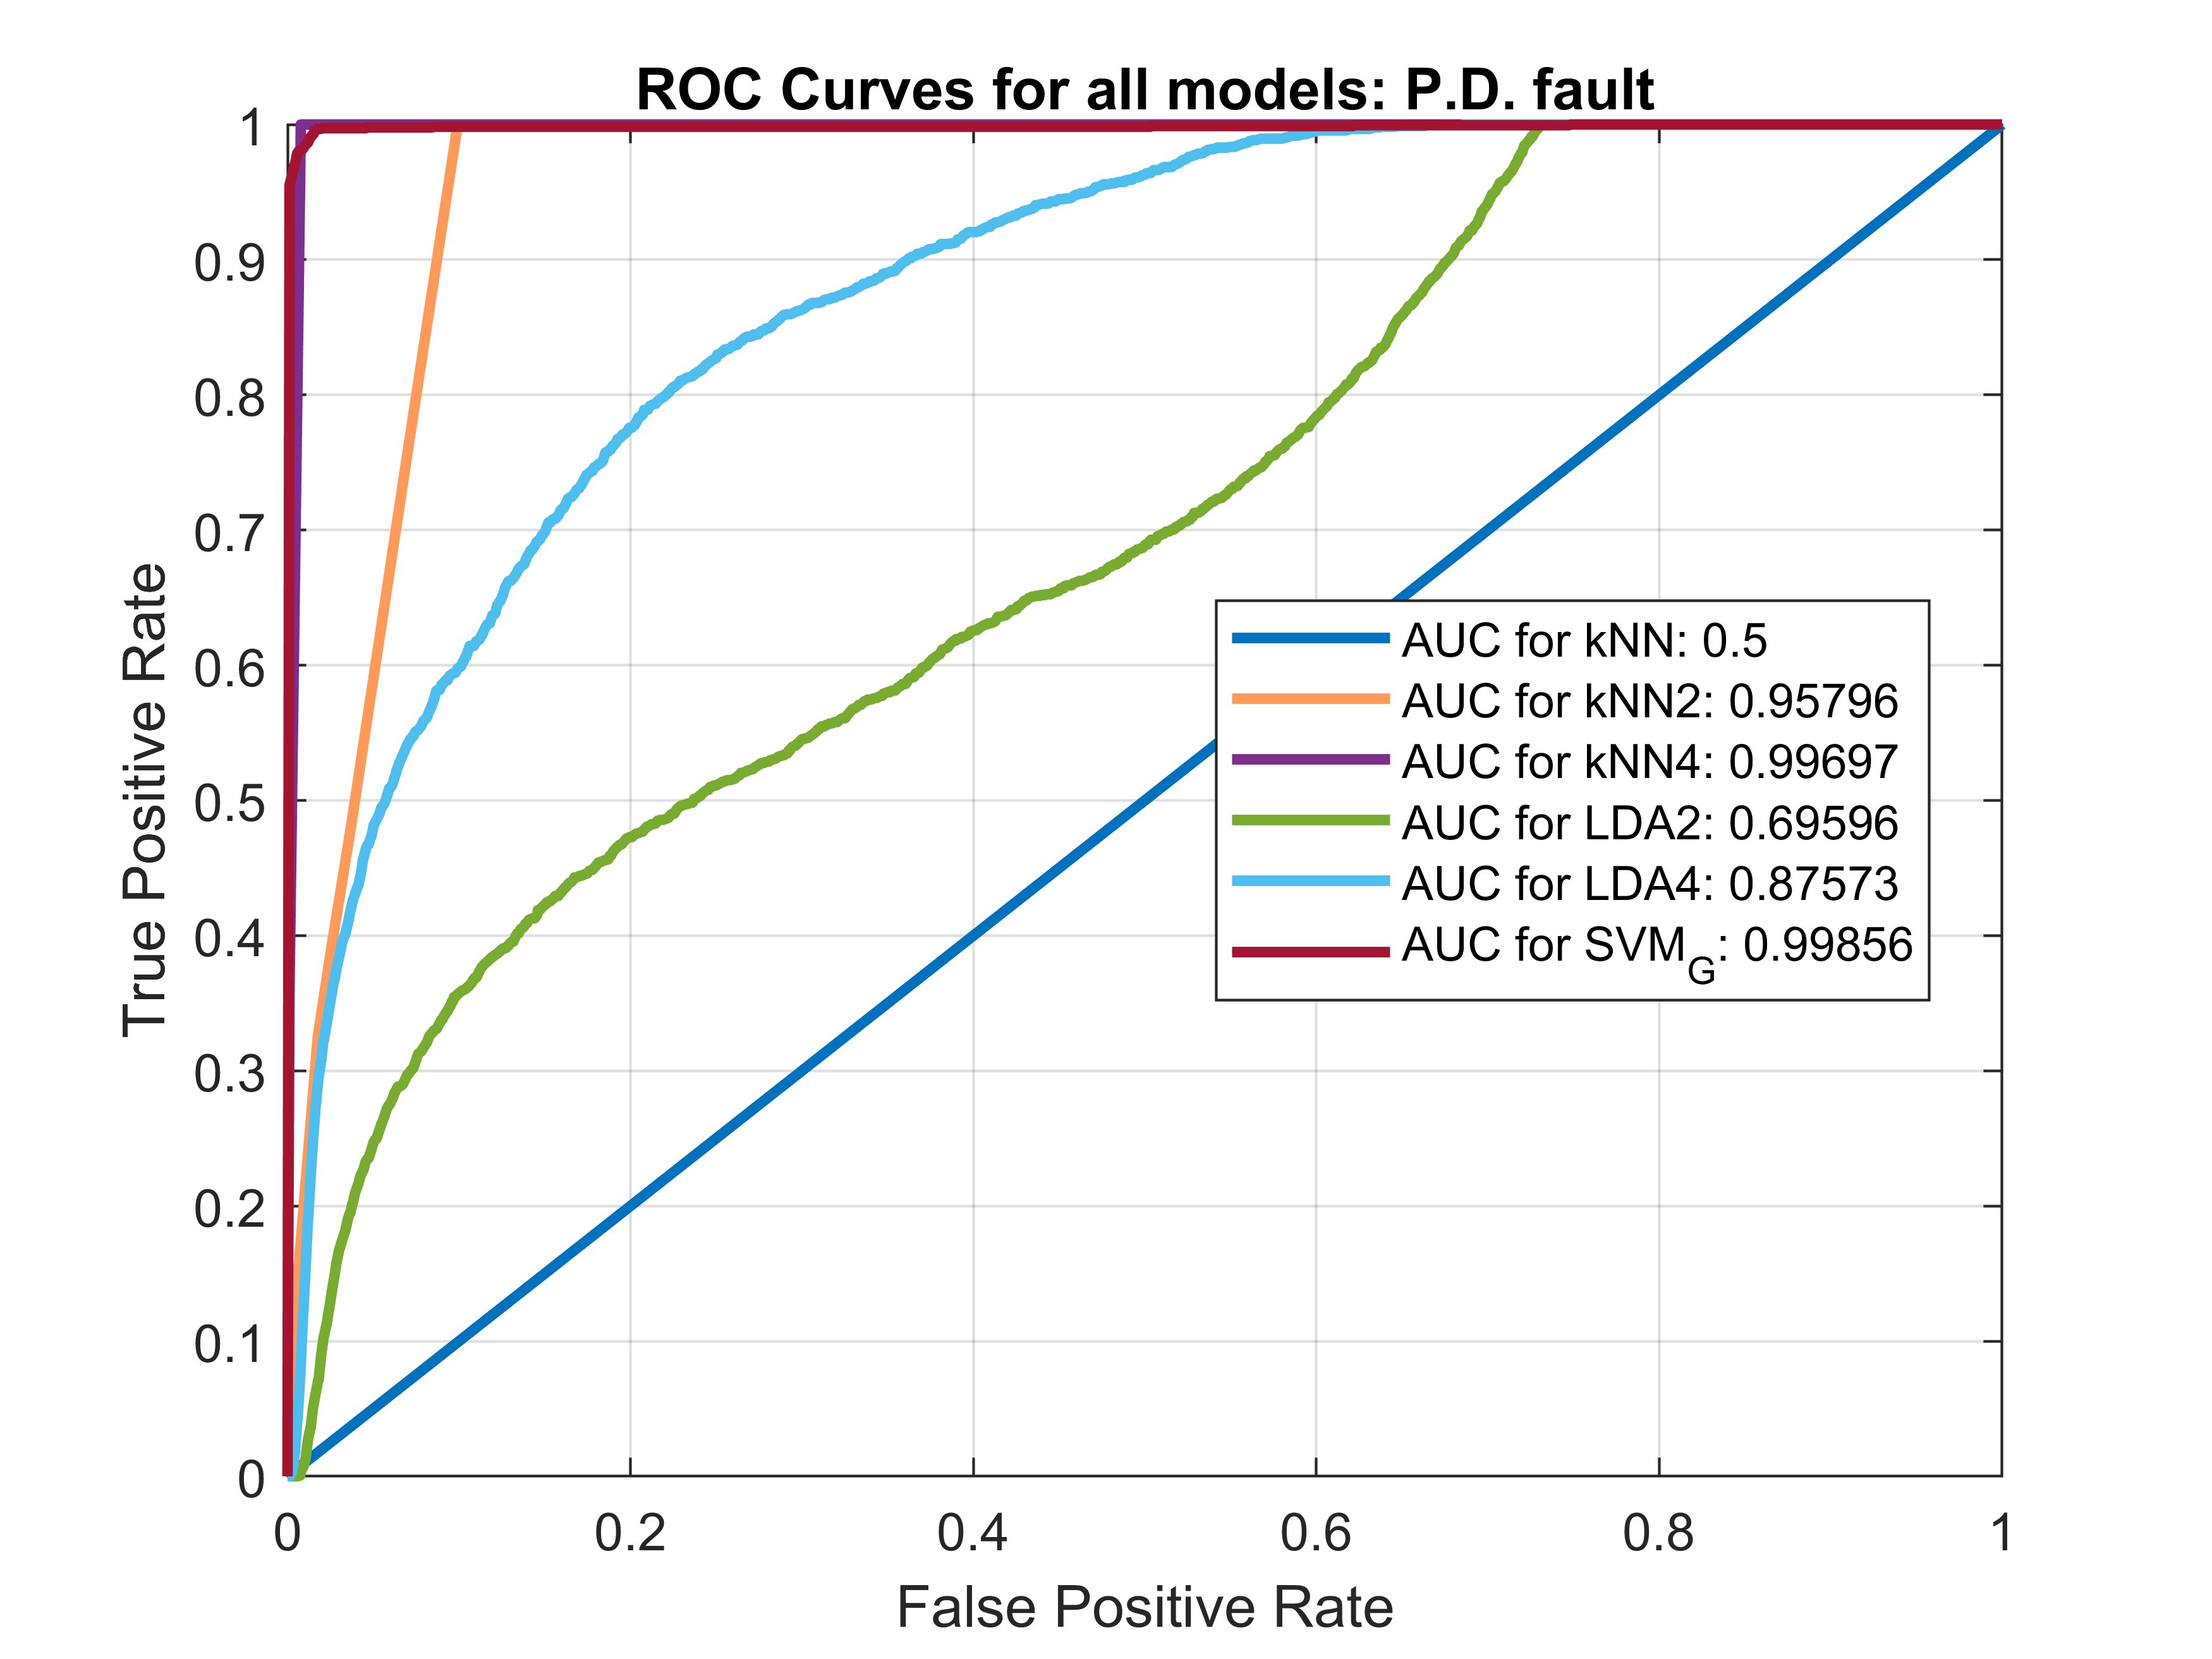 ROC Curves for all models: P.D. fault
1
0.9
0.8
0.7
0.6
0.5
0.4
0.3
0.2
0.1
0
True Positive Rate
AUC for kNN: 0.5
AUC for kNN2: 0.95796
AUC for kNN4: 0.99697
AUC for LDA2: 0.69596
AUC for LDA4: 0.87573
AUC for SVM_G: 0.99856
0 0.2 0.4 0.6 0.8 1
False Positive Rate